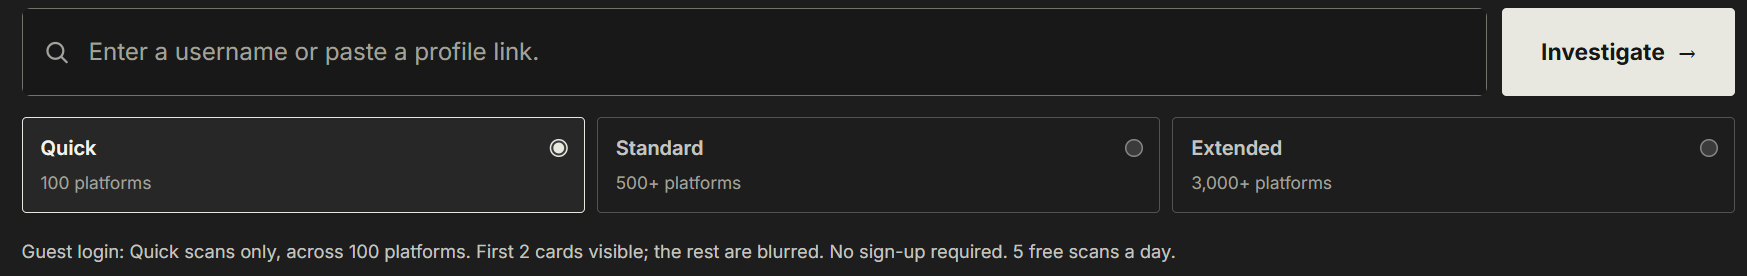 Enter a username or paste a profile link.
Investigate →
Quick
100 platforms
Standard
500+ platforms
Extended
3,000+ platforms
Guest login: Quick scans only, across 100 platforms. First 2 cards visible; the rest are blurred. No sign-up required. 5 free scans a day.